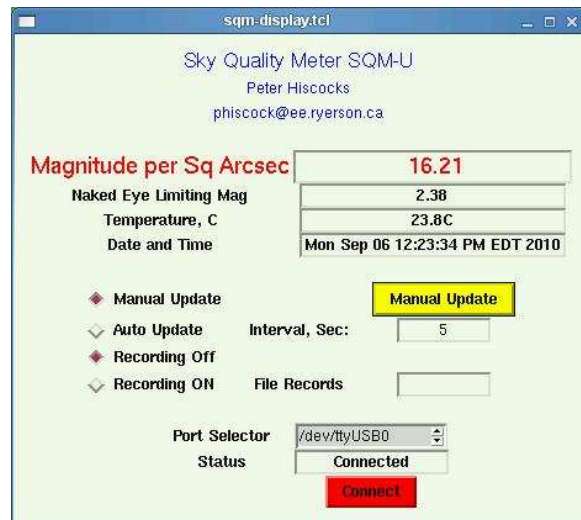 sqm-display.tcl
Sky Quality Meter SQM-U
Peter Hiscocks
phiscock@ee.ryerson.ca
Magnitude per Sq Arcsec 16.21
Naked Eye Limiting Mag 2.38
Temperature, C 23.8C
Date and Time Mon Sep 06 12:23:34 PM EDT 2010
Manual Update Manual Update
Auto Update Interval, Sec: 5
Recording Off
Recording ON File Records
Port Selector /dev/ttyUSB0
Status Connected
Connect